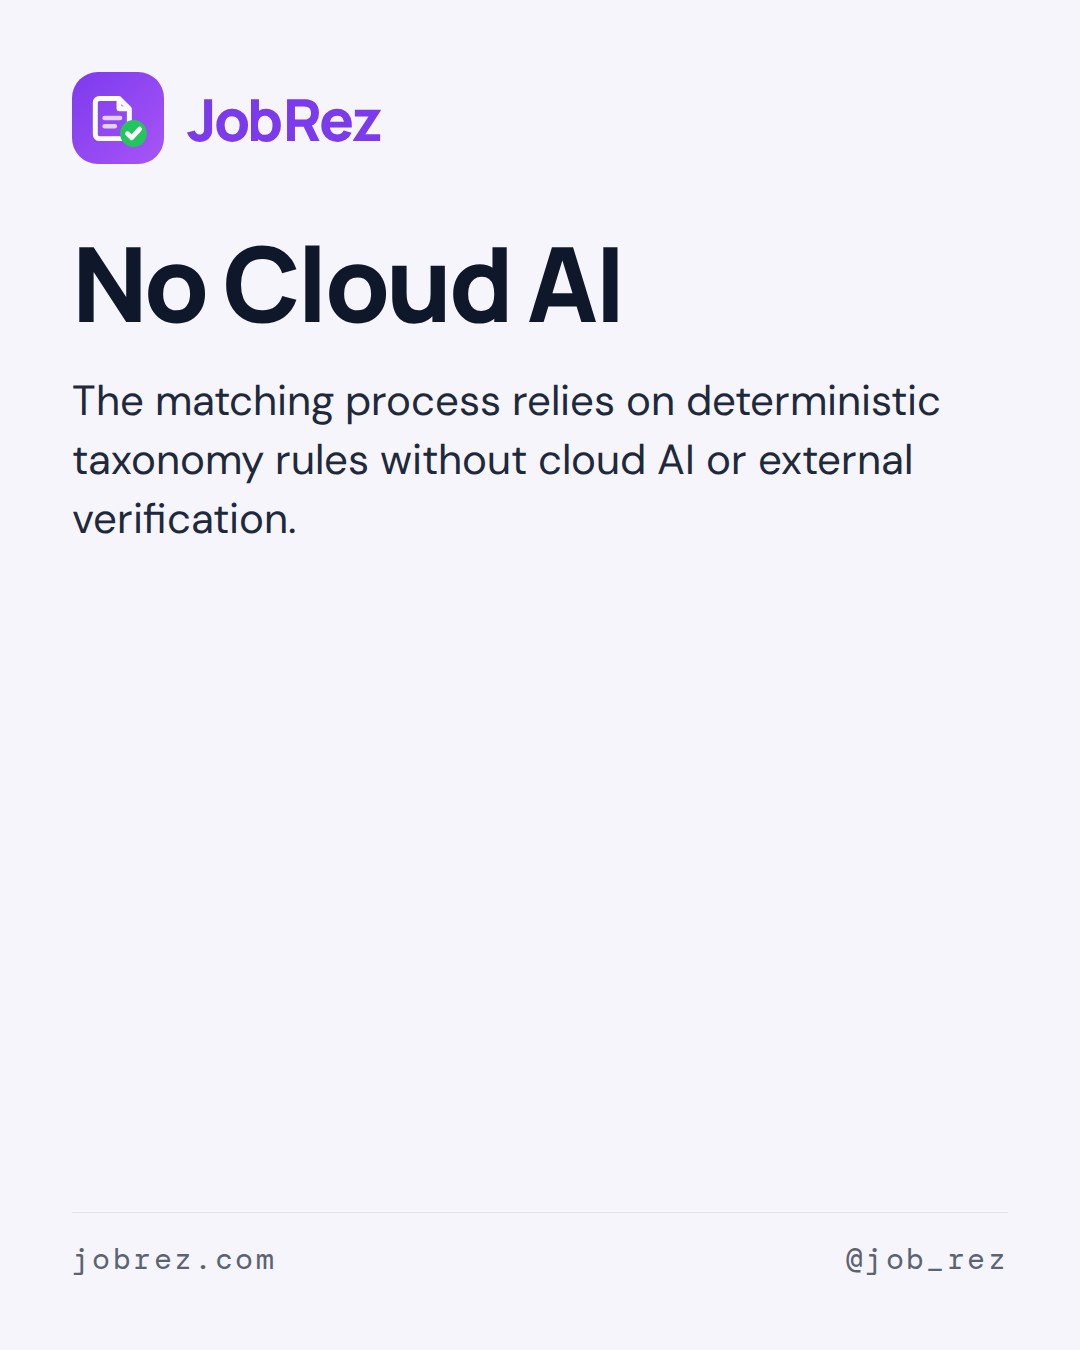 JobRez
No Cloud AI
The matching process relies on deterministic
taxonomy rules without cloud AI or external
verification.
jobrez.com
@job_rez